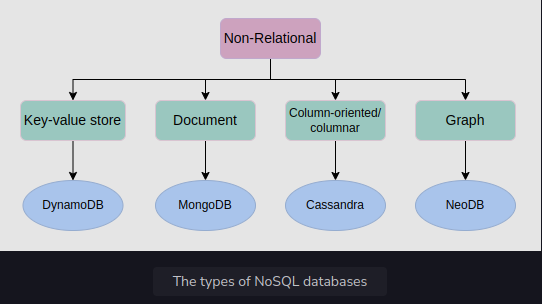 Non-Relational
Key-value store
Document
Column-oriented/
columnar
Graph
DynamoDB
MongoDB
Cassandra
NeoDB
The types of NoSQL databases